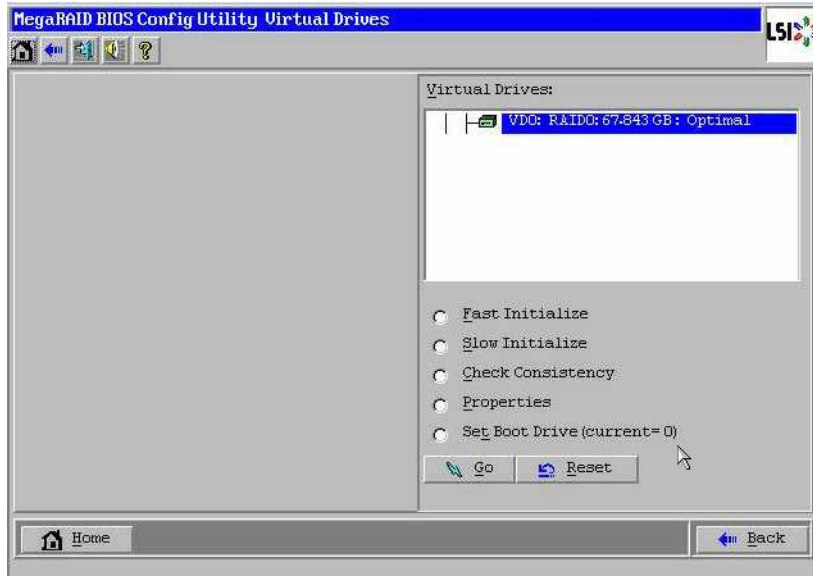 MegaRAID BIOS Config Utility Virtual Drives
LSI
?
Virtual Drives:
VD0: RAID0: 67.843 GB: Optimal
Fast Initialize
Slow Initialize
Check Consistency
Properties
Set Boot Drive (current= 0)
Go
Reset
Home
Back